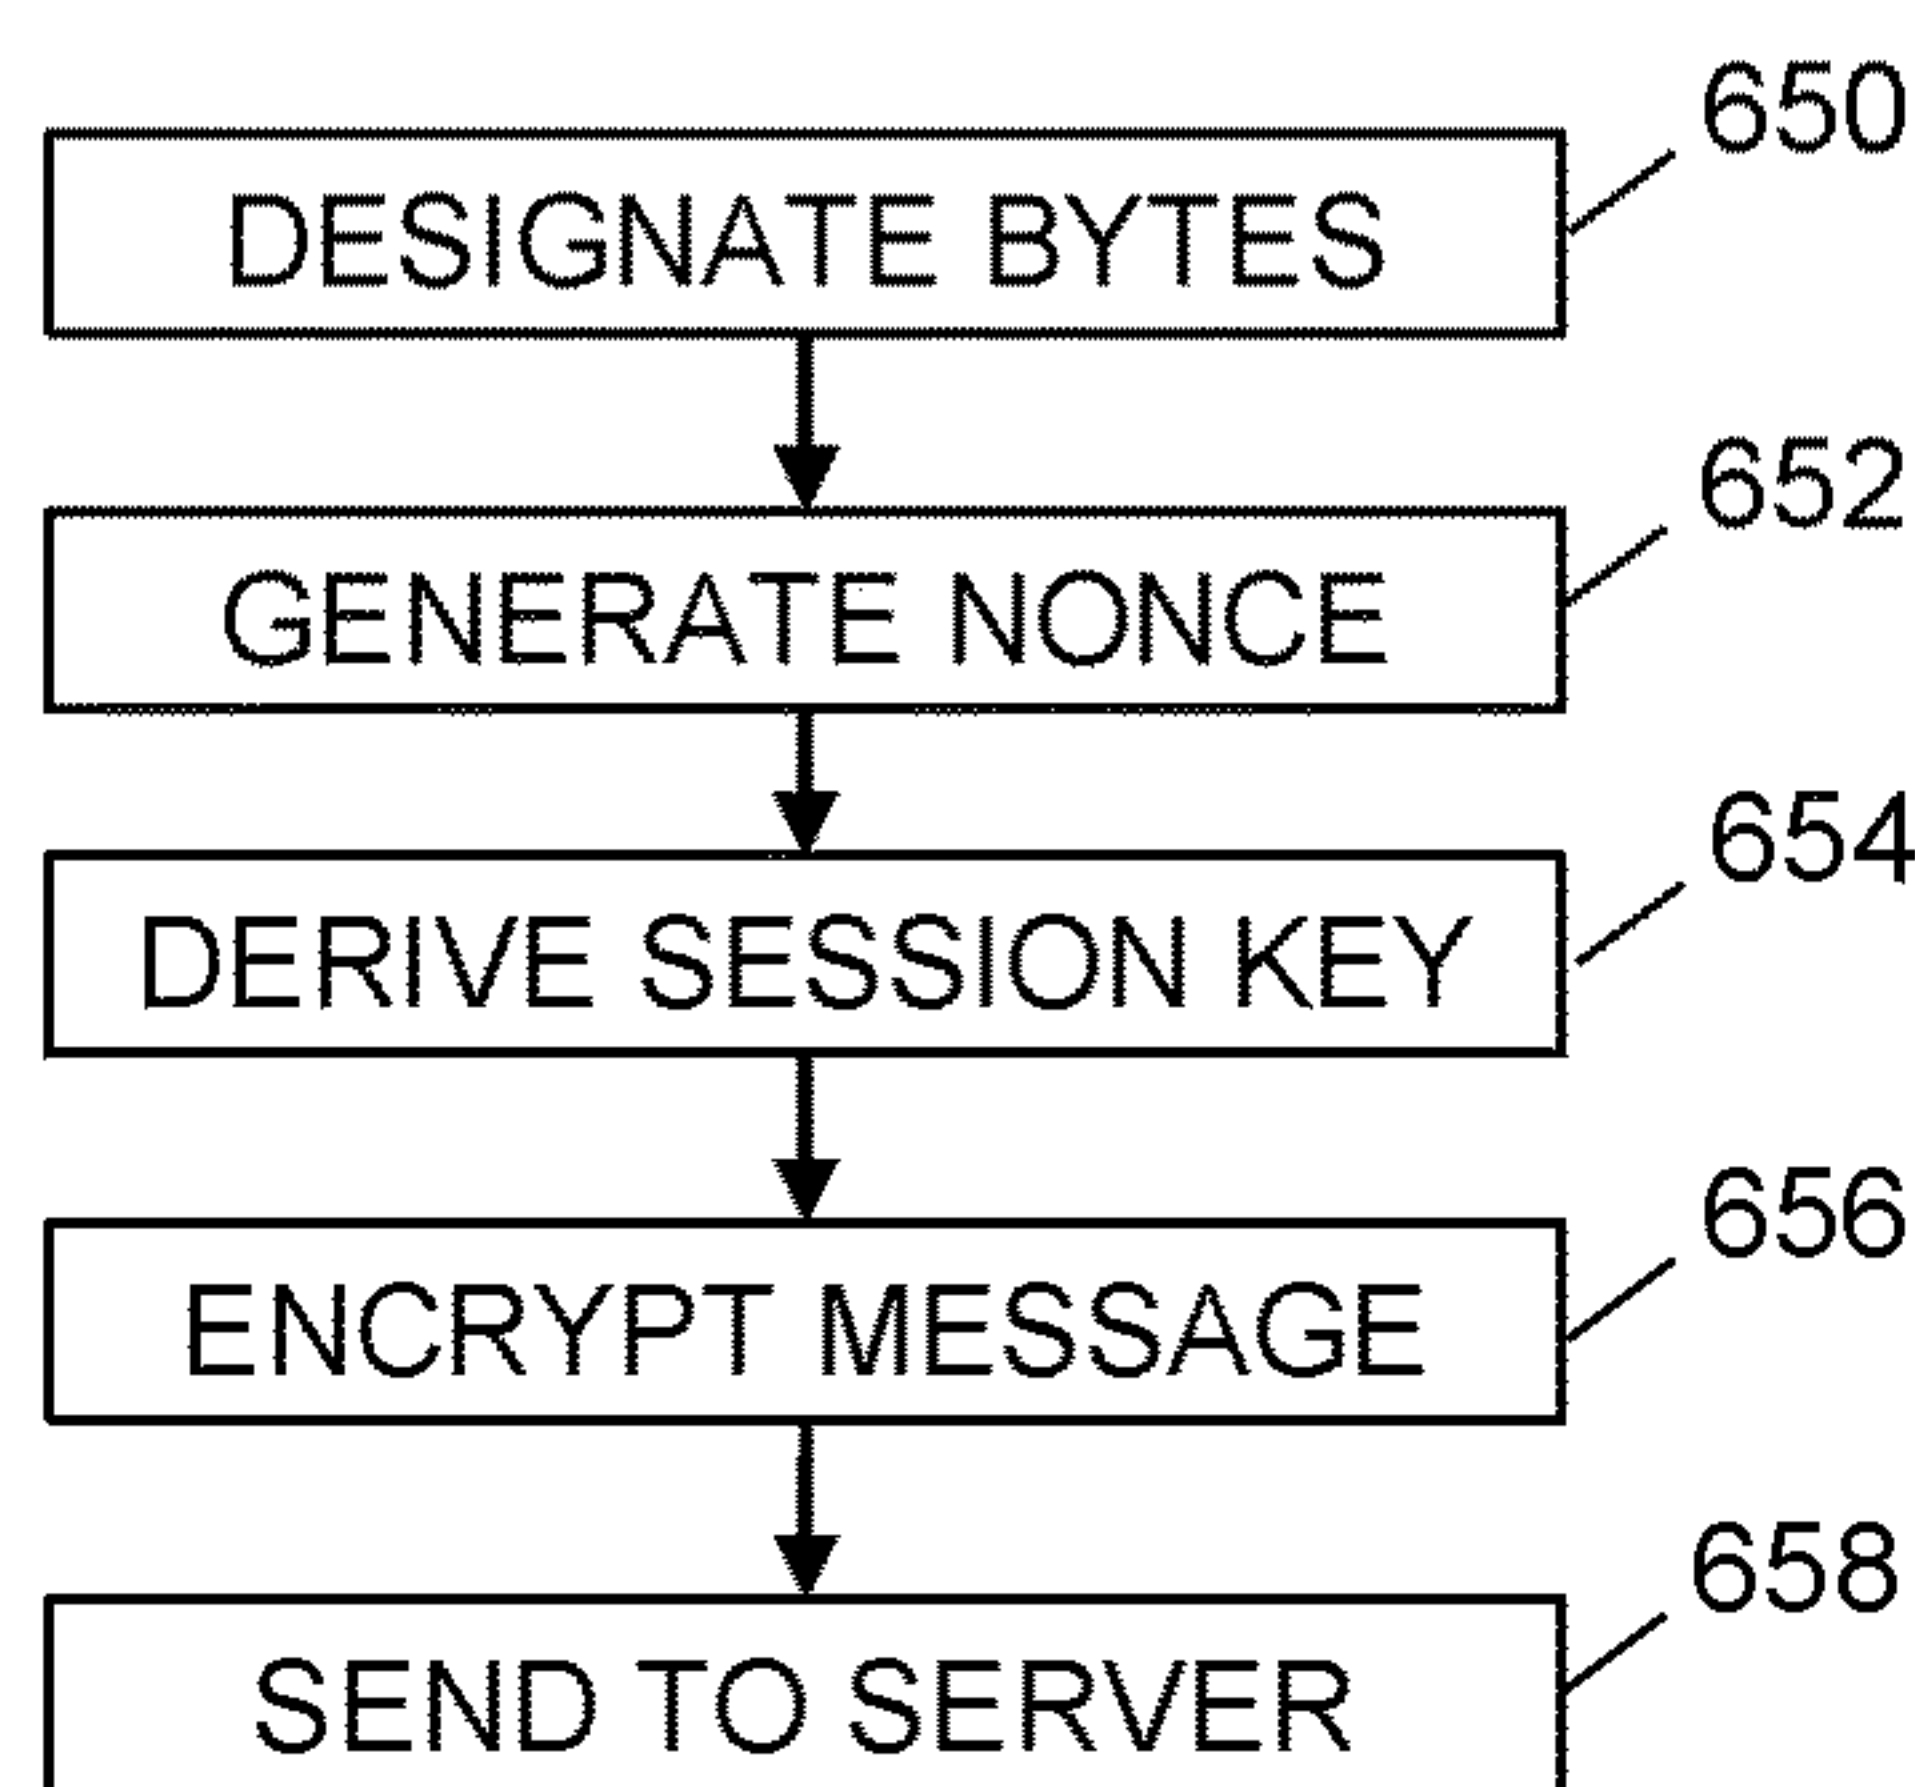 650
DESIGNATE BYTES
652
GENERATE NONCE
654
DERIVE SESSION KEY
656
ENCRYPT MESSAGE
658
SEND TO SERVER